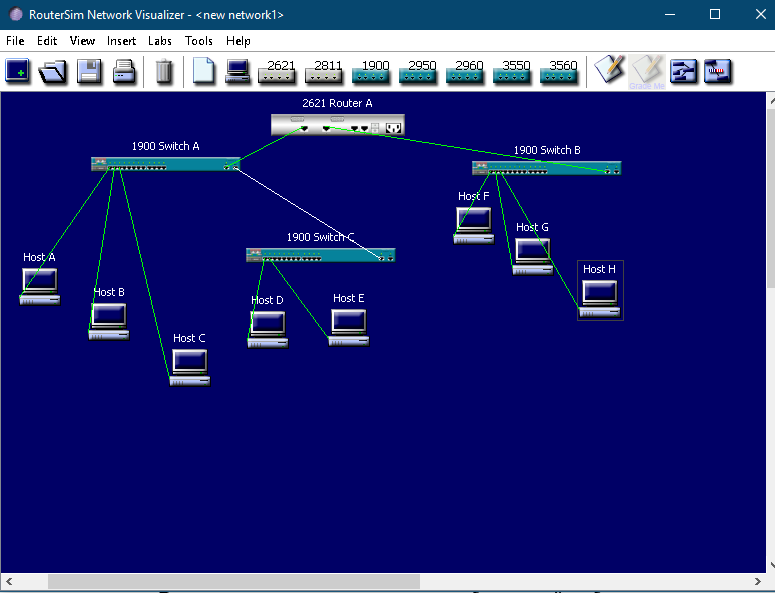 RouterSim Network Visualizer - <new network1>
File Edit View Insert Labs Tools Help
2621 2811 1900 2950 2960 3550 3560
Grade Me
2621 Router A
1900 Switch A
1900 Switch B
Host F
Host G
1900 Switch C
Host A
Host H
Host B
Host D
Host E
Host C